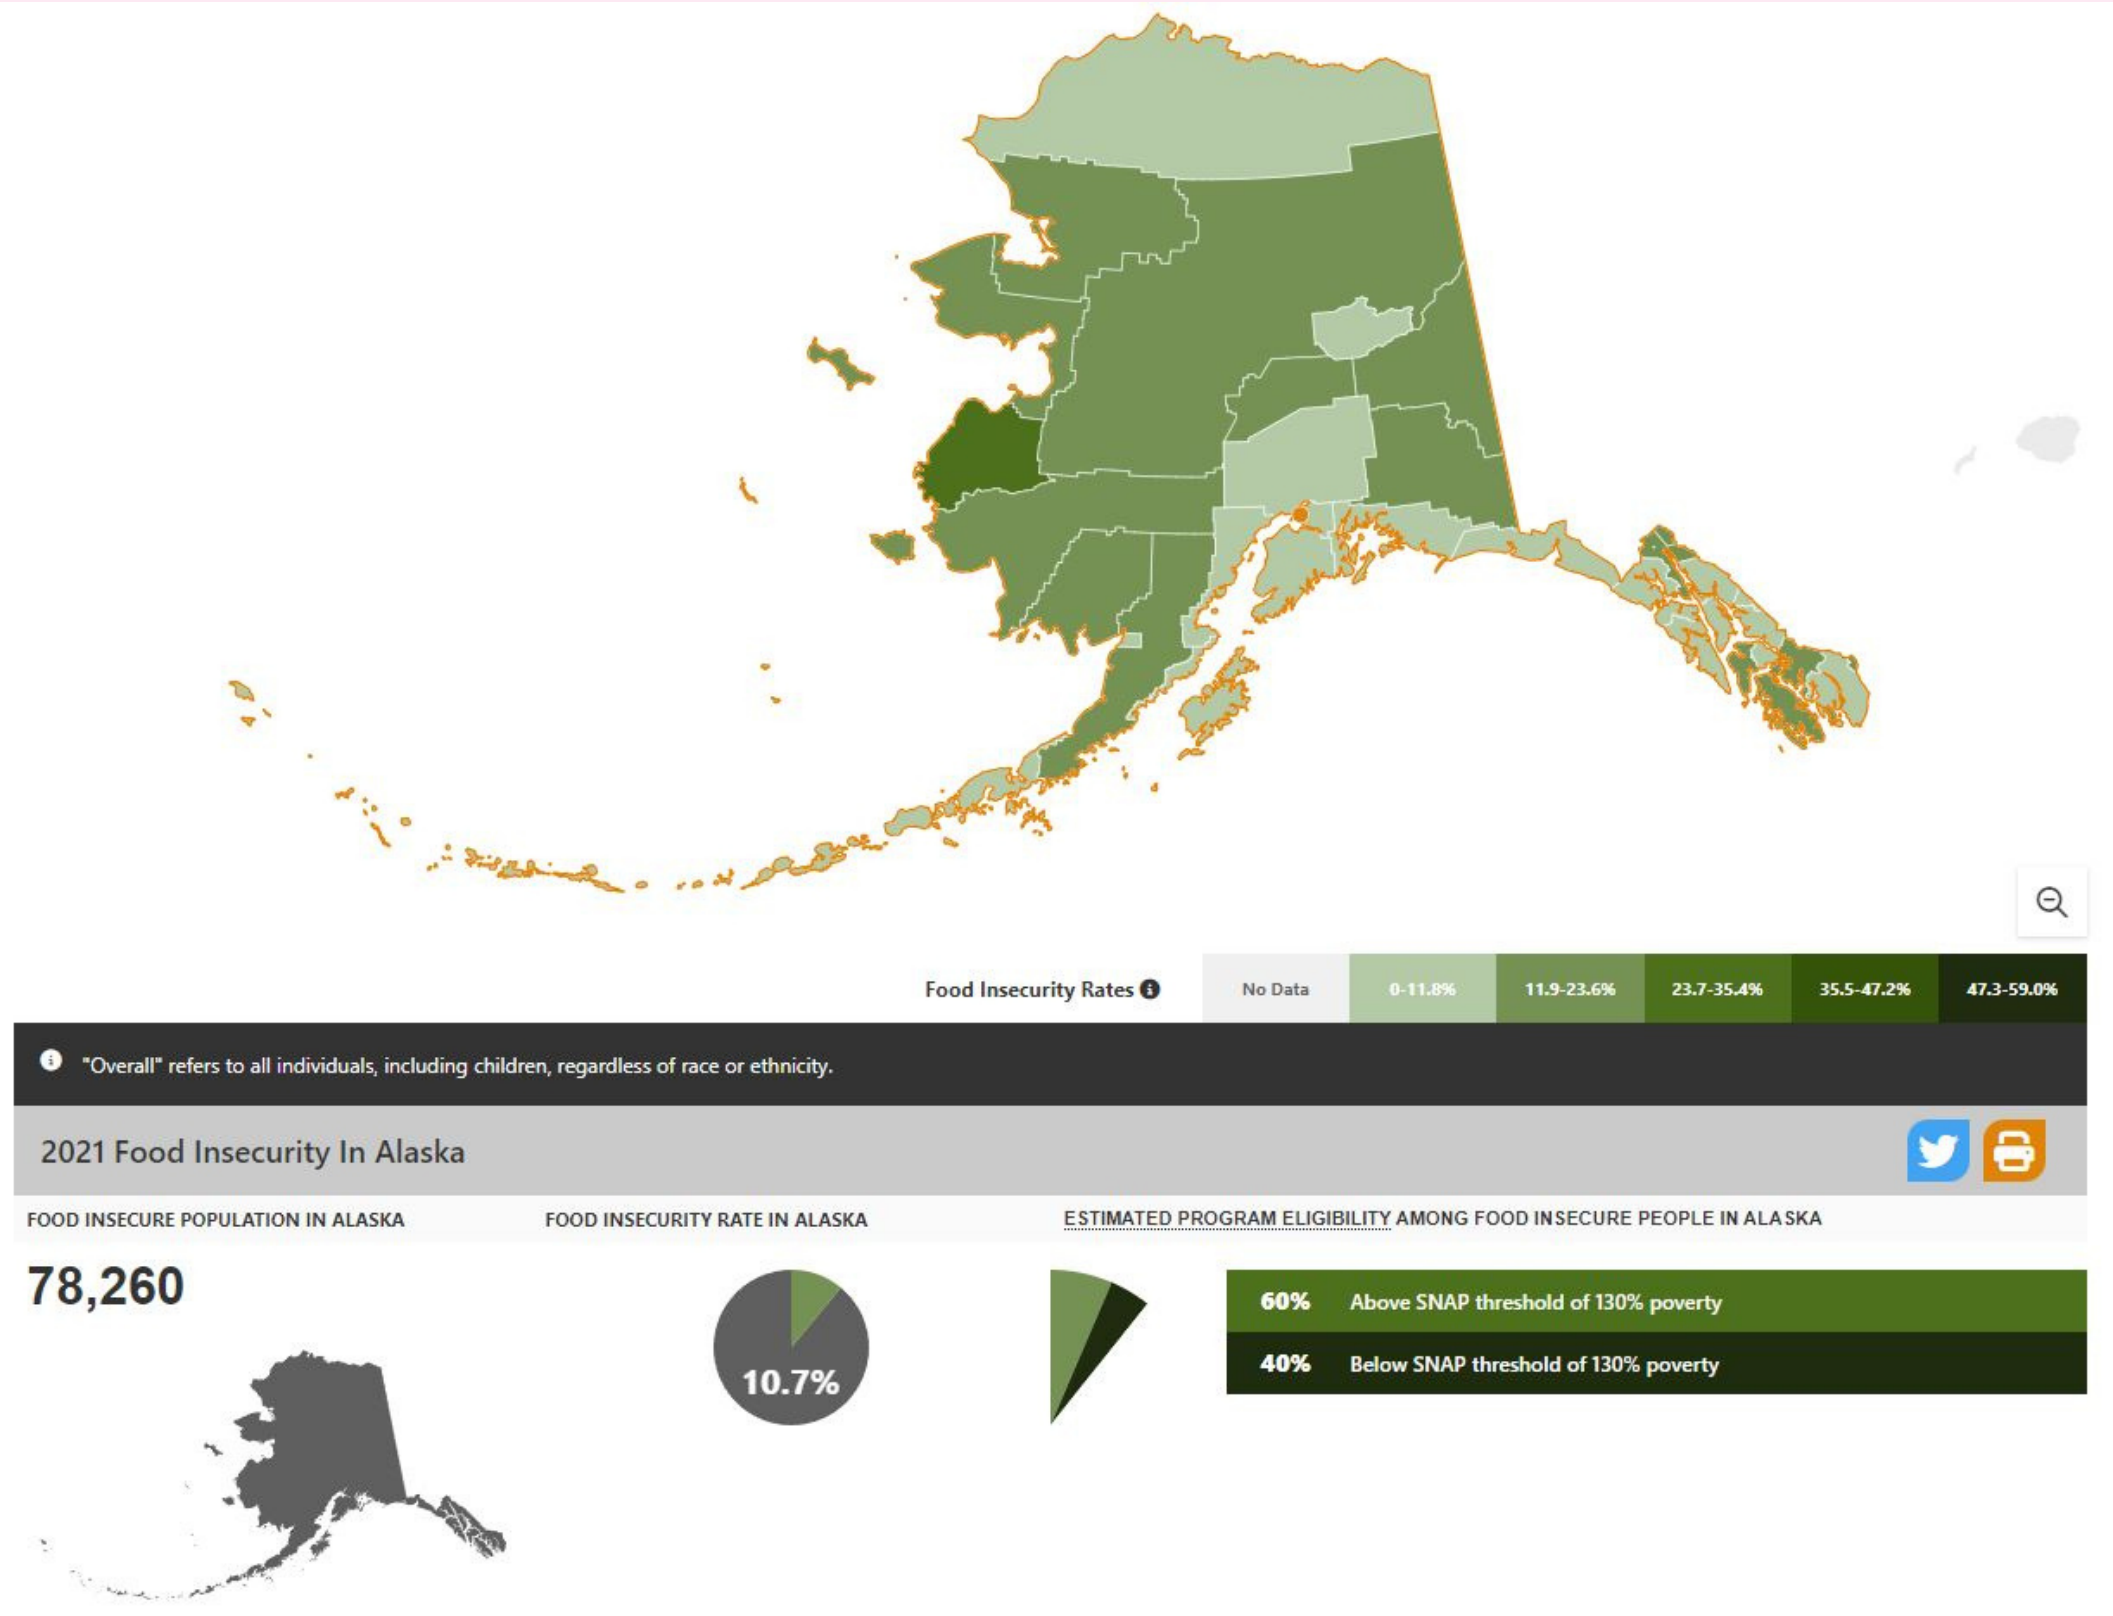 Food Insecurity Rates No Data 0-11.8% 11.9-23.6% 23.7-35.4% 35.5-47.2% 47.3-59.0%
"Overall" refers to all individuals, including children, regardless of race or ethnicity.
2021 Food Insecurity In Alaska
FOOD INSECURE POPULATION IN ALASKA
78,260
FOOD INSECURITY RATE IN ALASKA
10.7%
ESTIMATED PROGRAM ELIGIBILITY AMONG FOOD INSECURE PEOPLE IN ALASKA
60% Above SNAP threshold of 130% poverty
40% Below SNAP threshold of 130% poverty